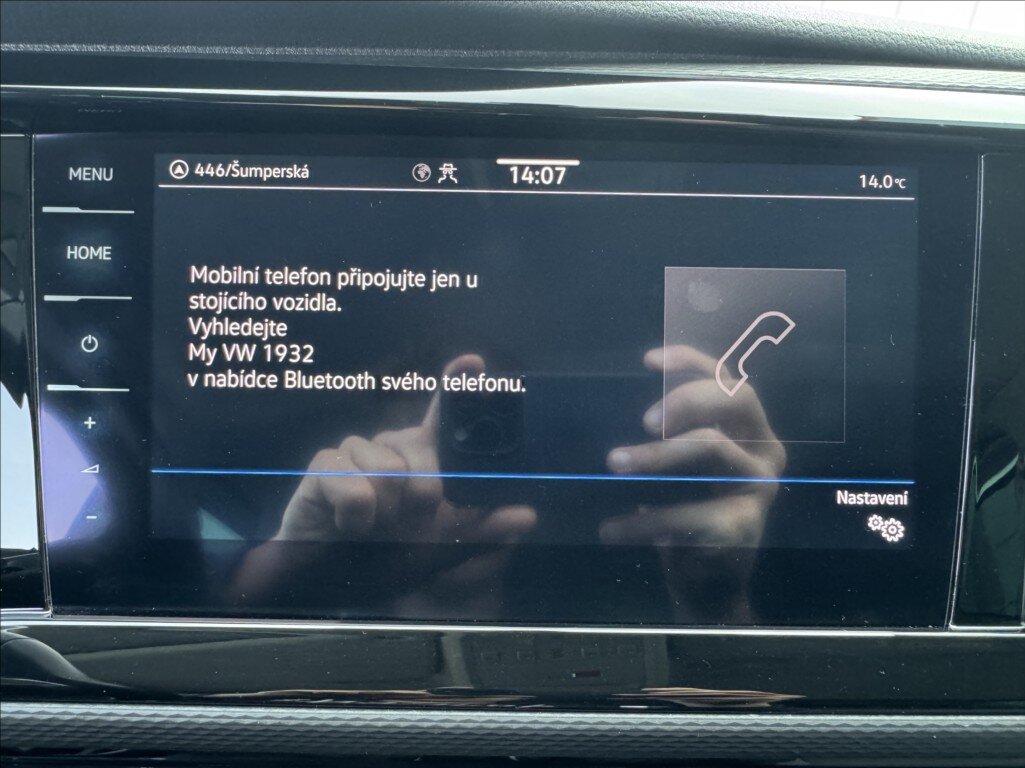 MENU
HOME
446/Šumperská
14:07
14.0°C
Mobilní telefon připojujte jen u
stojícího vozidla.
Vyhledejte
My VW 1932
v nabídce Bluetooth svého telefonu.
Nastavení